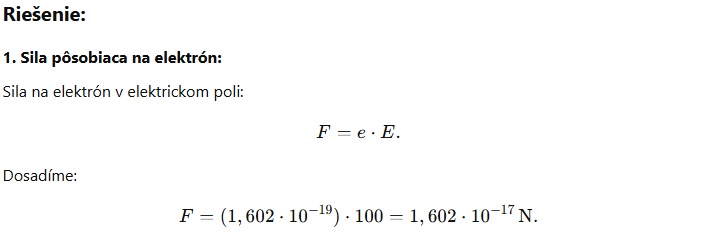 Riešenie:
1. Sila pôsobiaca na elektrón:
Sila na elektrón v elektrickom poli:
F = e · E.
Dosadíme:
F = (1,602 · 10⁻¹⁹) · 100 = 1,602 · 10⁻¹⁷ N.